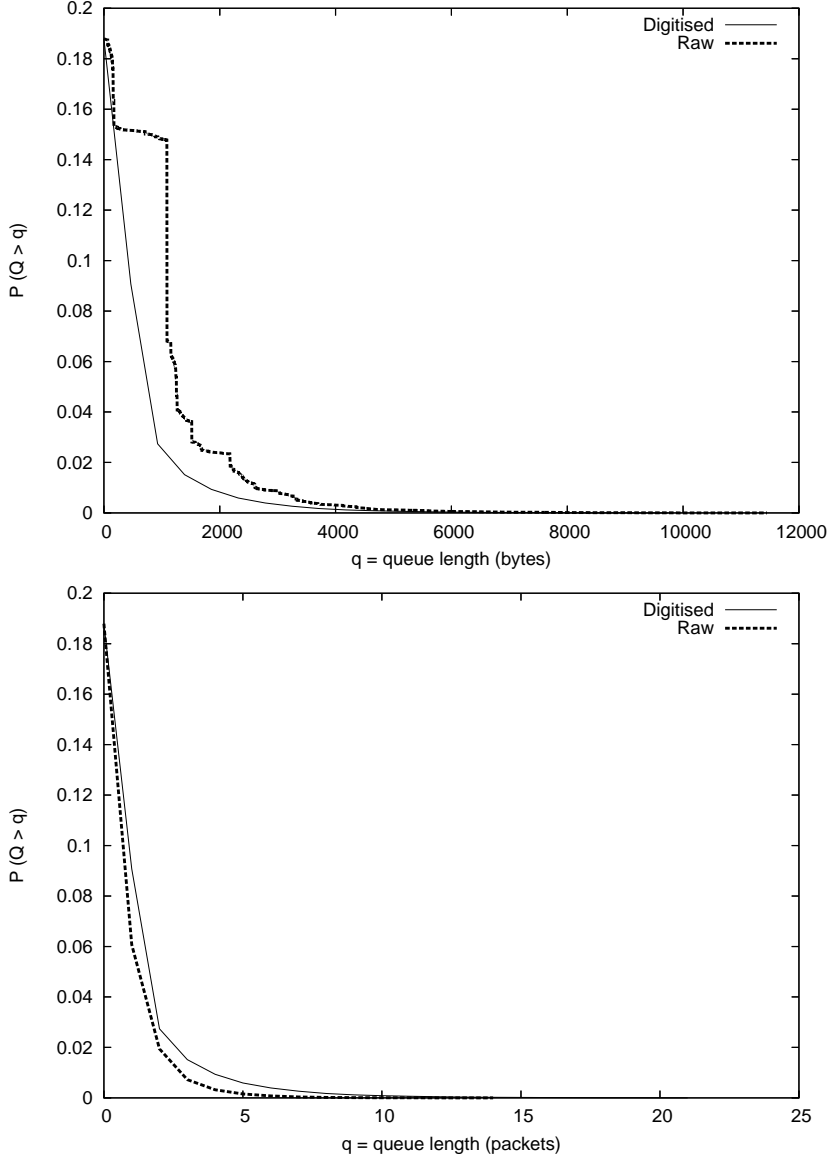 0.2
Digitised
Raw
0.18
0.16
0.14
0.12
P (Q > q)
0.1
0.08
0.06
0.04
0.02
0
0 2000 4000 6000 8000 10000 12000
q = queue length (bytes)
0.2
Digitised
Raw
0.18
0.16
0.14
0.12
P (Q > q)
0.1
0.08
0.06
0.04
0.02
0
0 5 10 15 20 25
q = queue length (packets)